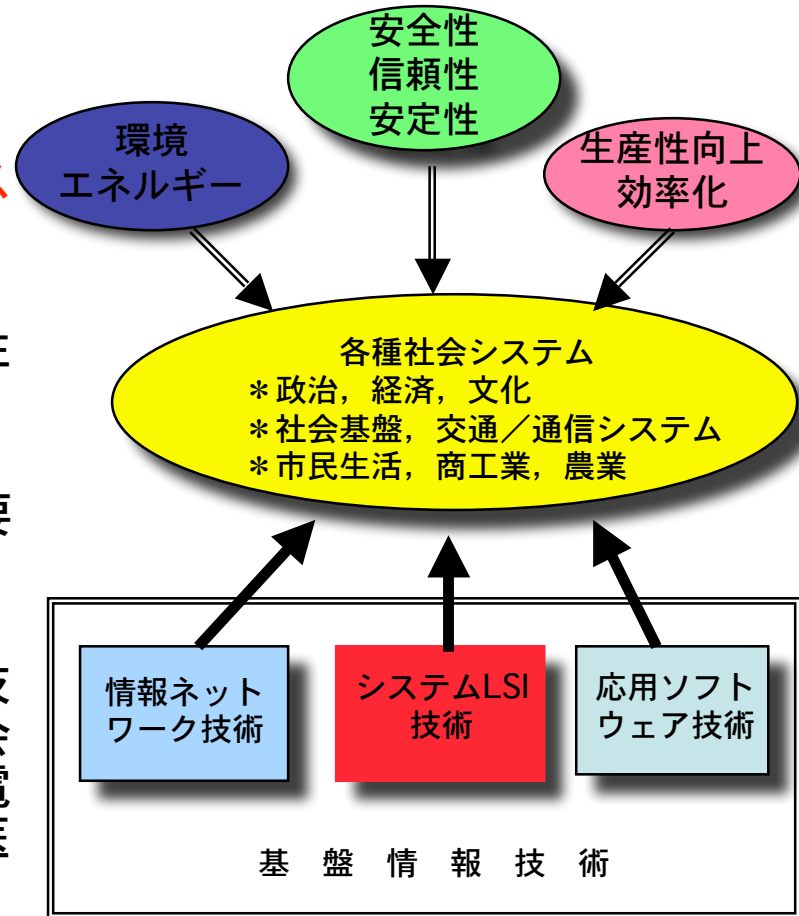 安全性
信頼性
安定性
環境
エネルギー
生産性向上
効率化
各種社会システム
＊政治，経済，文化
＊社会基盤，交通／通信システム
＊市民生活，商工業，農業
情報ネット
ワーク技術
システムLSI
技術
応用ソフト
ウェア技術
基 盤 情 報 技 術